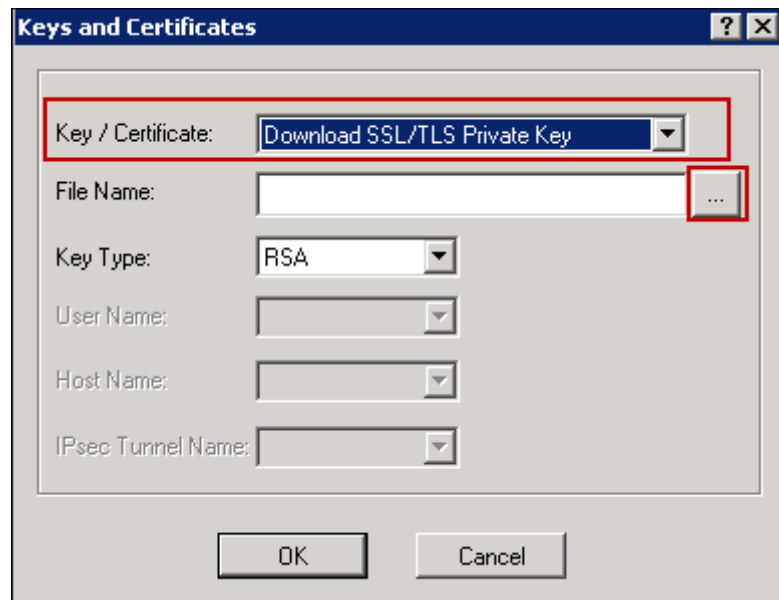 Keys and Certificates
Key / Certificate: Download SSL/TLS Private Key
File Name: ...
Key Type: RSA
User Name:
Host Name:
IPsec Tunnel Name:
OK Cancel